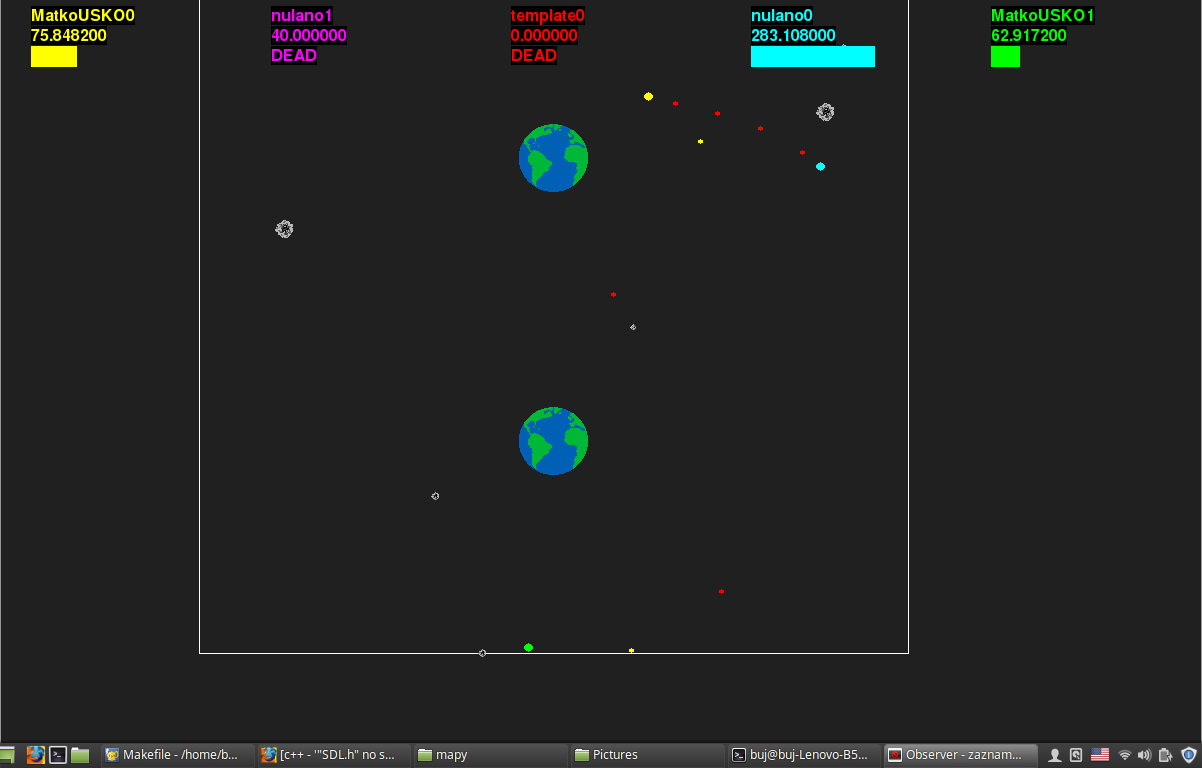 MatkoUSKO0
75.848200
nulano1
40.000000
DEAD
template0
0.000000
DEAD
nulano0
283.108000
MatkoUSKO1
62.917200
Makefile - /home/b...
[c++ - '"SDL.h" no s...
mapy
Pictures
buj@buj-Lenovo-B5...
Observer - zaznam...